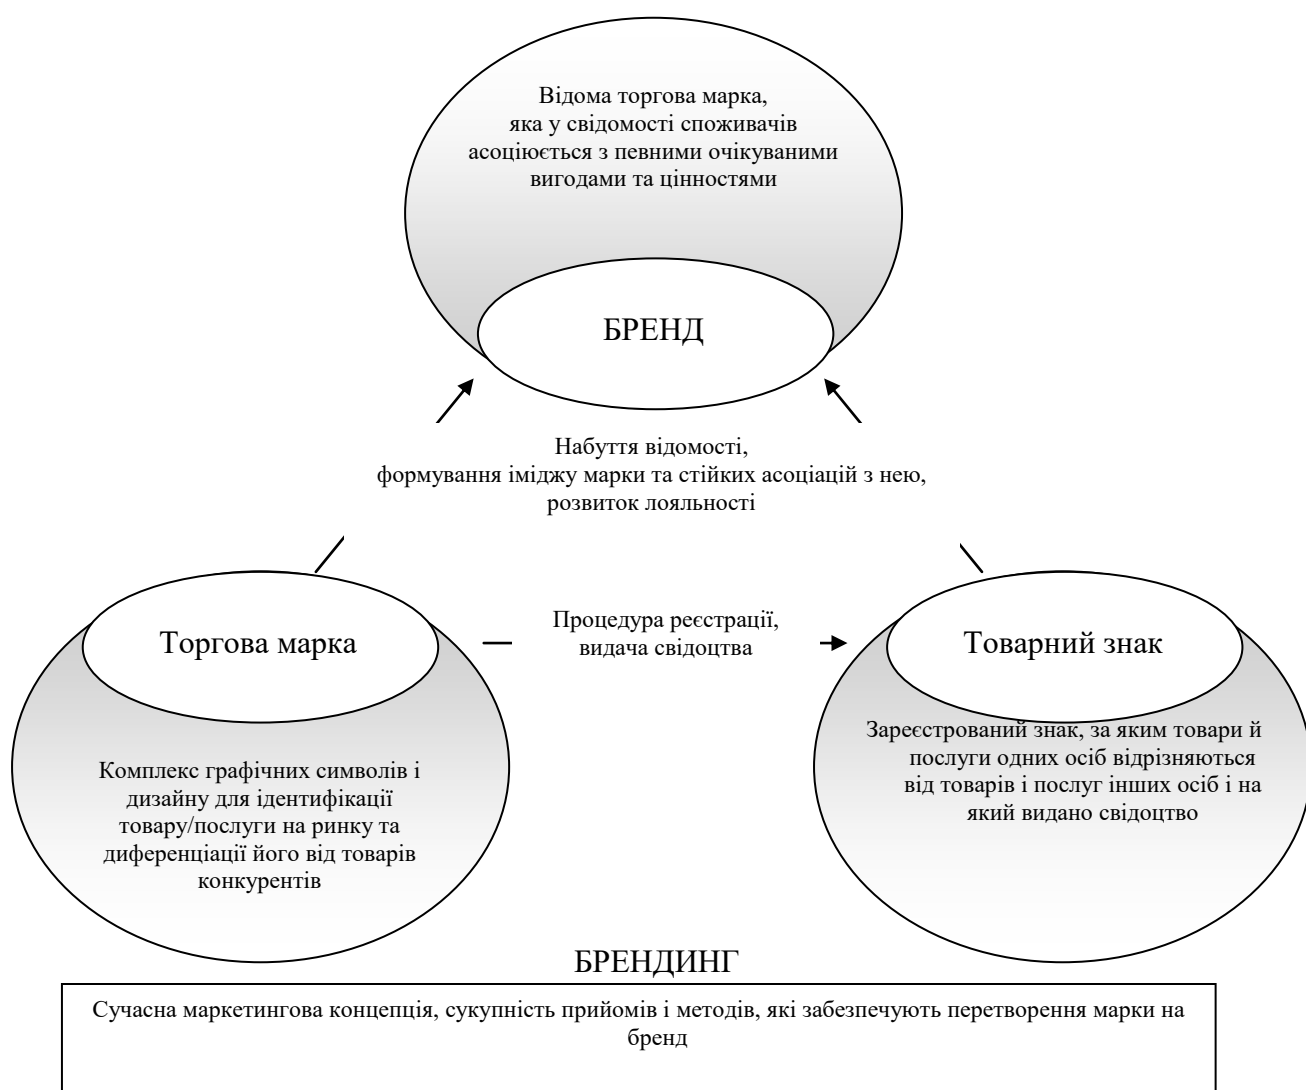 Відома торгова марка,
яка у свідомості споживачів
асоціюється з певними очікуваними
вигодами та цінностями
БРЕНД
Набуття відомості,
формування іміджу марки та стійких асоціацій з нею,
розвиток лояльності
Торгова марка
Процедура реєстрації,
видача свідоцтва
Товарний знак
Комплекс графічних символів і
дизайну для ідентифікації
товару/послуги на ринку та
диференціації його від товарів
конкурентів
Зареєстрований знак, за яким товари й
послуги одних осіб відрізняються
від товарів і послуг інших осіб і на
який видано свідоцтво
БРЕНДИНГ
Сучасна маркетингова концепція, сукупність прийомів і методів, які забезпечують перетворення марки на
бренд